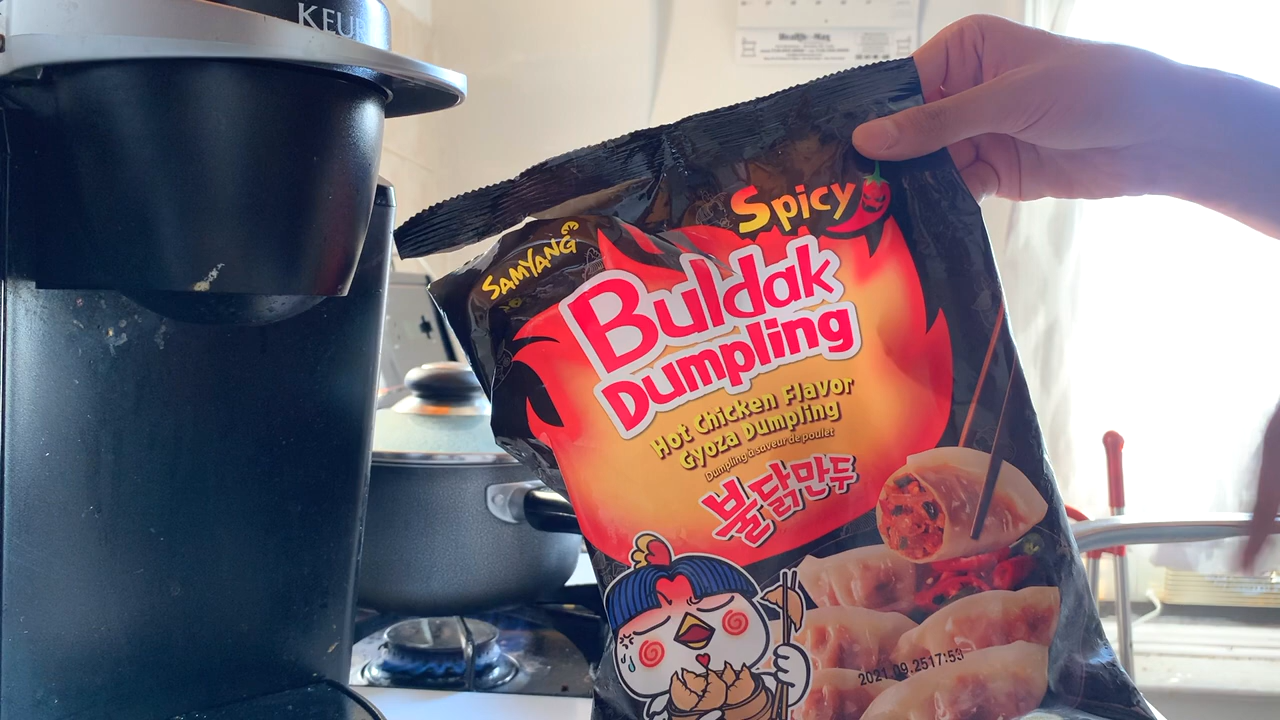 KEUR
Spicy
SAMYANG
Buldak
Dumpling
Hot Chicken Flavor
Gyoza Dumpling
Dumpling à saveur de poulet
불닭만두
2021.09.2517:53